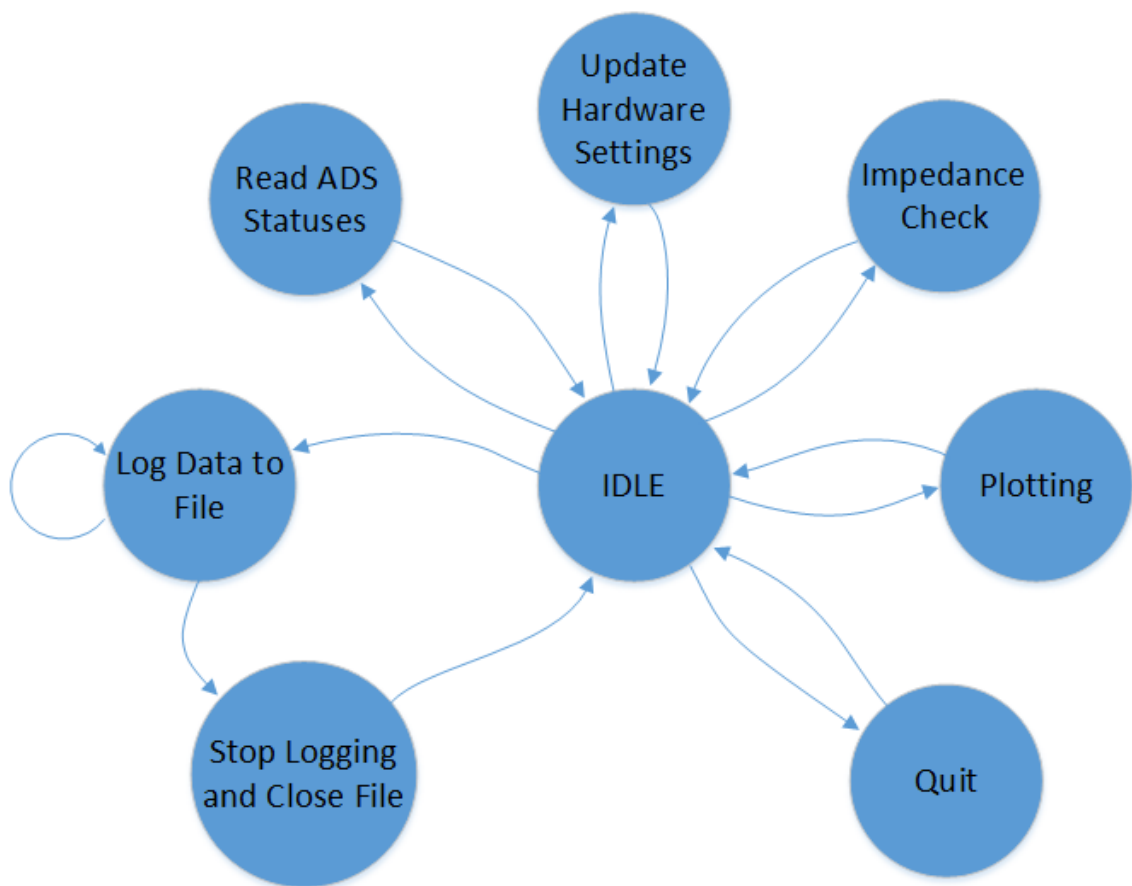 Update
Hardware
Settings
Read ADS
Statuses
Impedance
Check
Log Data to
File
IDLE
Plotting
Stop Logging
and Close File
Quit